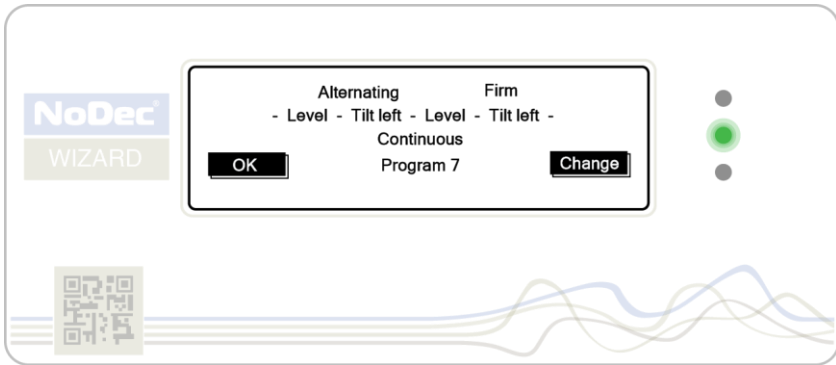 NoDec®
WIZARD
Alternating Firm
- Level - Tilt left - Level - Tilt left -
Continuous
OK Program 7 Change